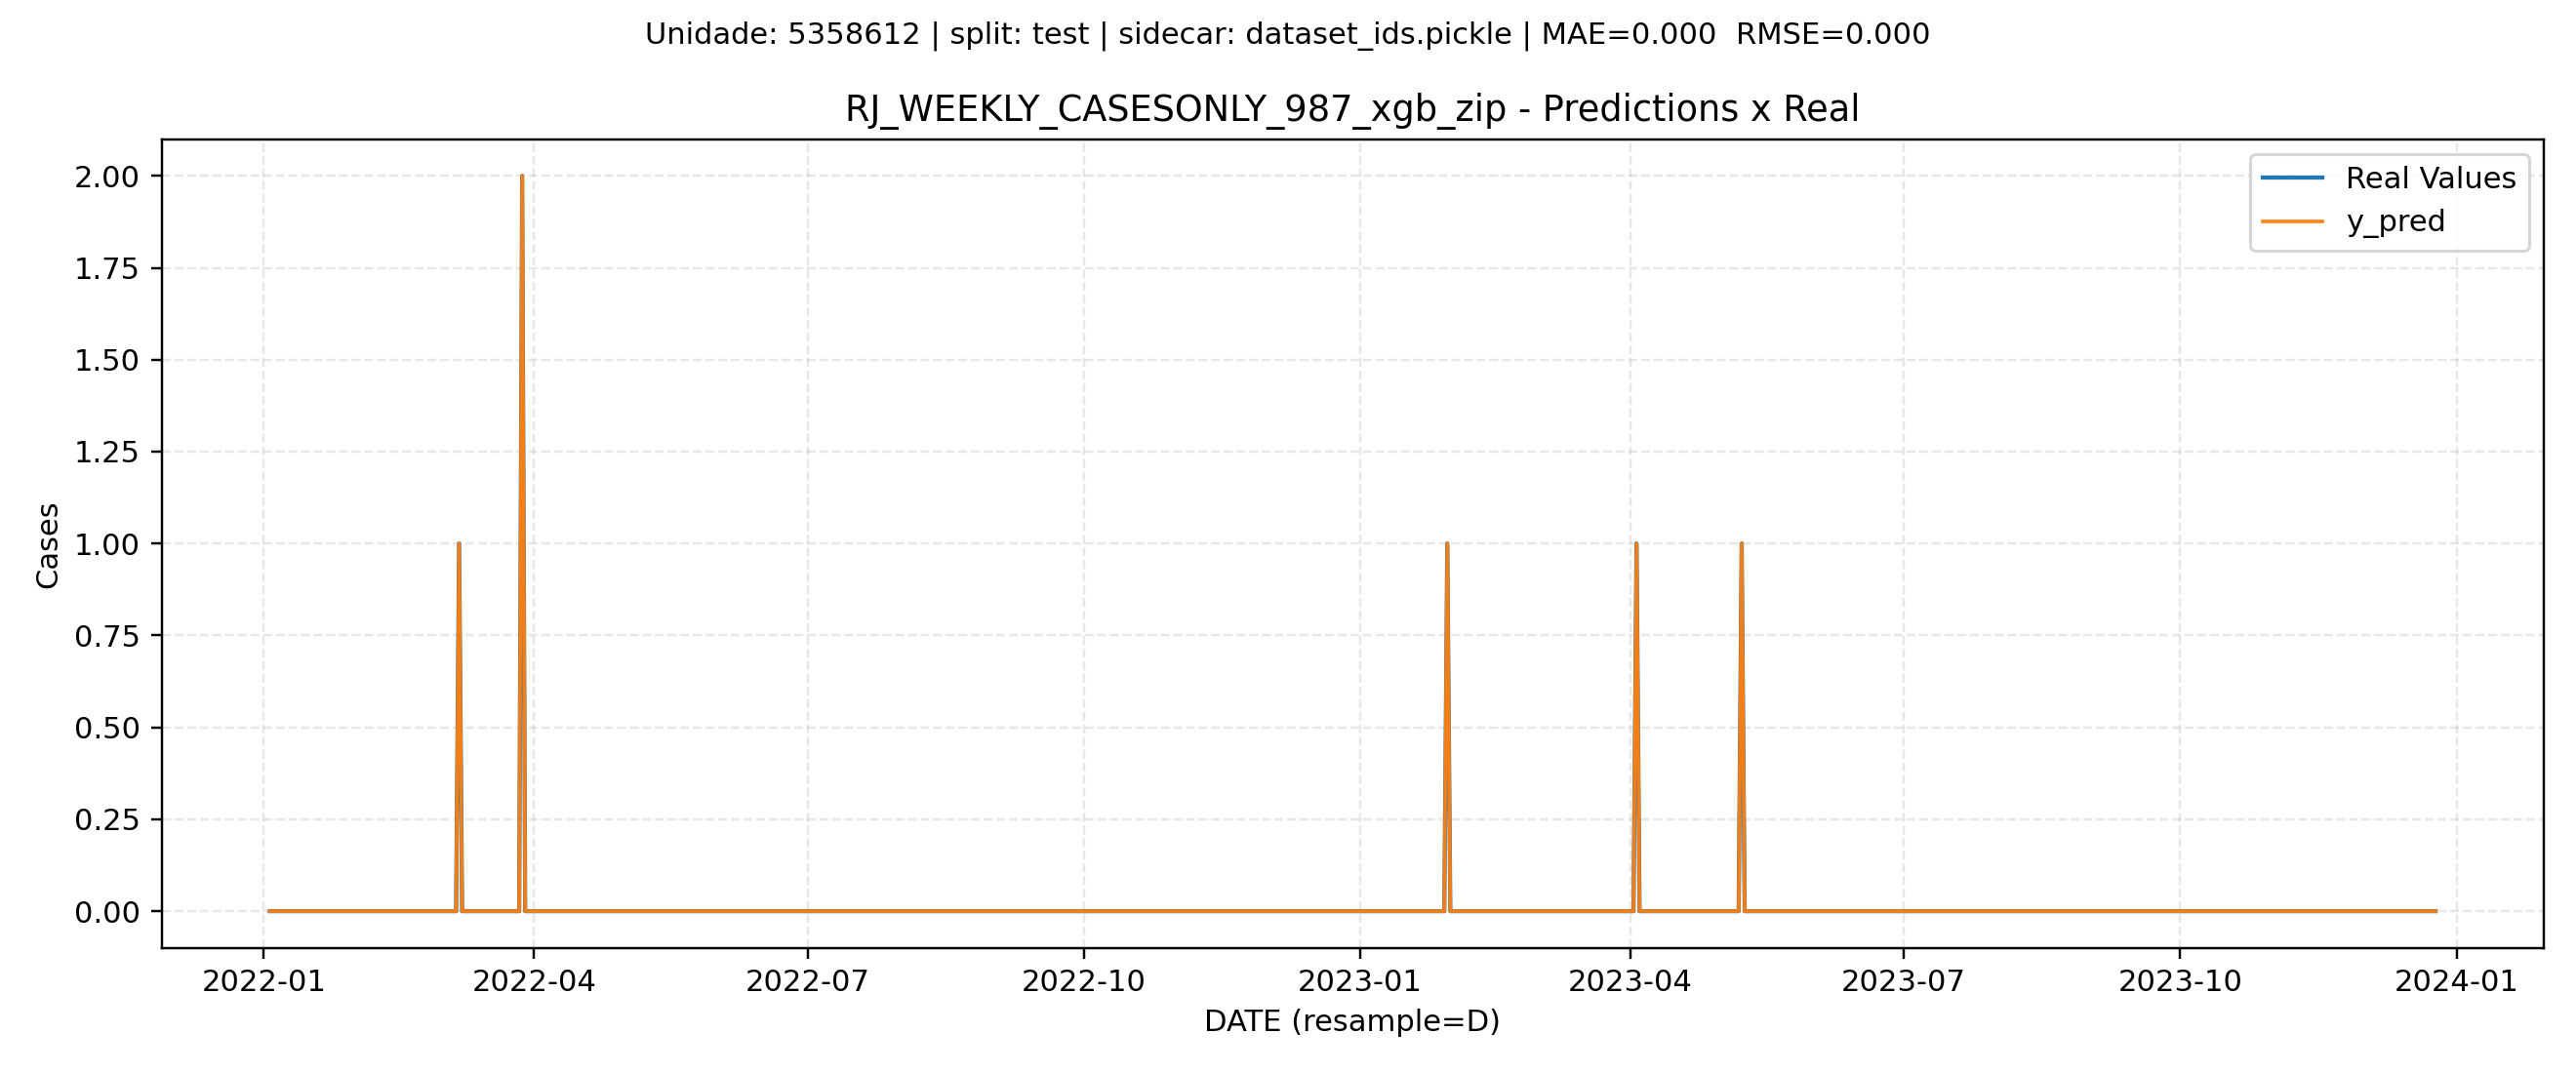 Unidade: 5358612 | split: test | sidecar: dataset_ids.pickle | MAE=0.000  RMSE=0.000
RJ_WEEKLY_CASESONLY_987_xgb_zip - Predictions x Real
Real Values
y_pred
Cases
2.00
1.75
1.50
1.25
1.00
0.75
0.50
0.25
0.00
2022-01 2022-04 2022-07 2022-10 2023-01 2023-04 2023-07 2023-10 2024-01
DATE (resample=D)